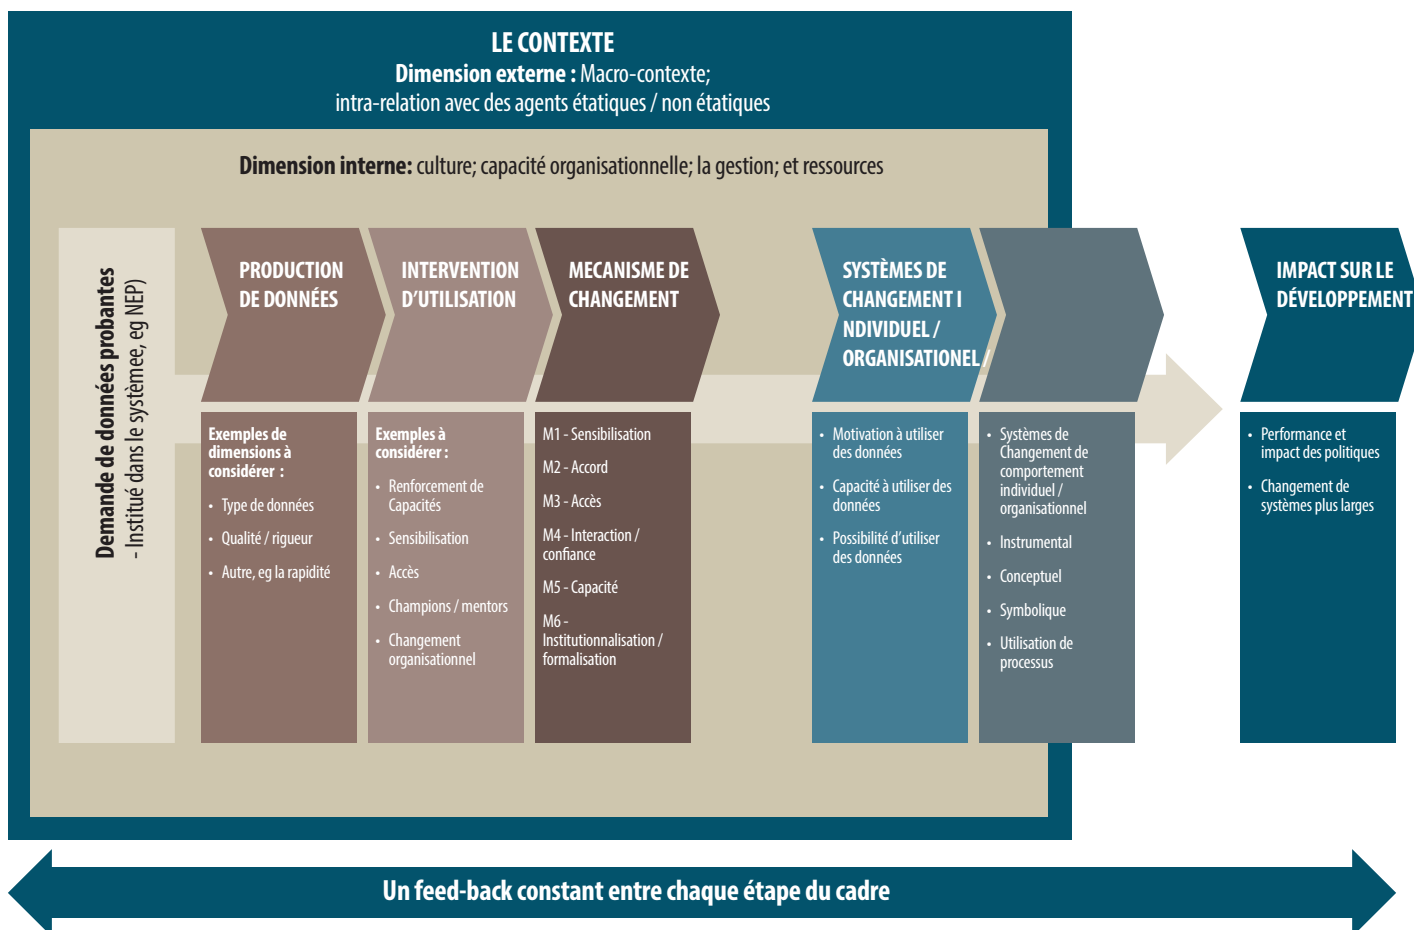 LE CONTEXTE
Dimension externe : Macro-contexte;
intra-relation avec des agents étatiques / non étatiques
Dimension interne: culture; capacité organisationnelle; la gestion; et ressources
Demande de données probantes
- Institué dans le systèmee, eg NEP)
PRODUCTION
DE DONNÉES
Exemples de
dimensions à
considérer :
• Type de données
• Qualité / rigueur
• Autre, eg la rapidité
INTERVENTION
D'UTILISATION
Exemples à
considérer :
• Renforcement de
Capacités
• Sensibilisation
• Accès
• Champions / mentors
• Changement
organisationnel
MECANISME DE
CHANGEMENT
M1 - Sensibilisation
M2 - Accord
M3 - Accès
M4 - Interaction /
confiance
M5 - Capacité
M6 -
Institutionnalisation /
formalisation
SYSTÈMES DE
CHANGEMENT I
NDIVIDUEL /
ORGANISATIONEL /
• Motivation à utiliser
des données
• Capacité à utiliser des
données
• Possibilité d'utiliser
des données
• Systèmes de
Changement de
comportement
individuel /
organisationnel
• Instrumental
• Conceptuel
• Symbolique
• Utilisation de
processus
IMPACT SUR LE
DÉVELOPPEMENT
• Performance et
impact des politiques
• Changement de
systèmes plus larges
Un feed-back constant entre chaque étape du cadre